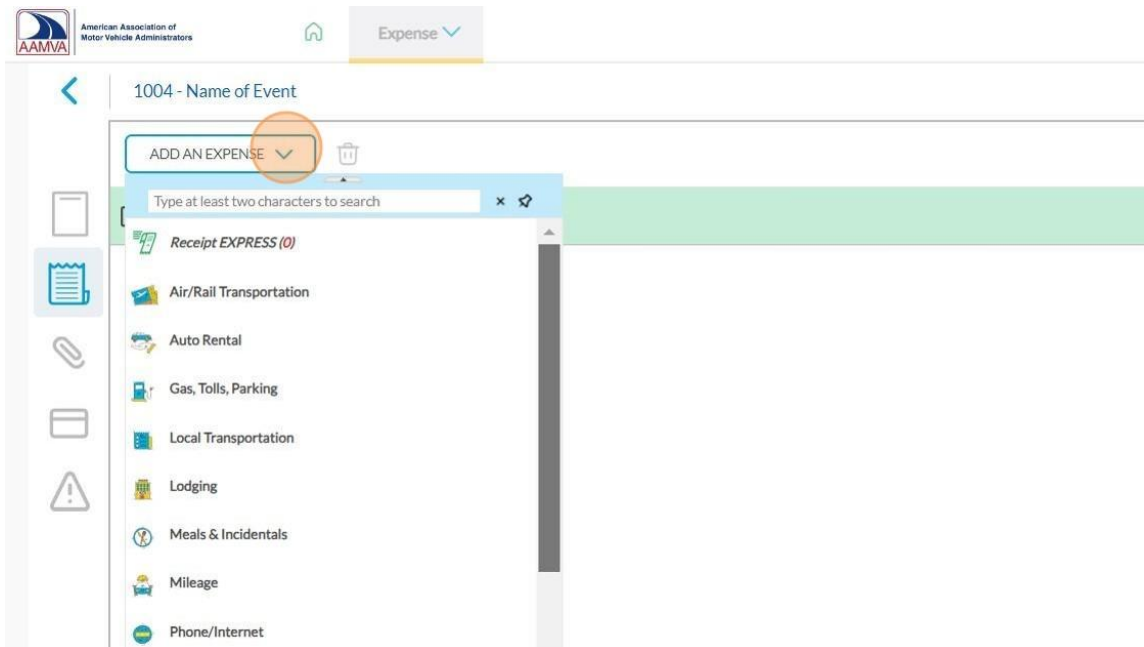 AAMVA
American Association of
Motor Vehicle Administrators
Expense
1004 - Name of Event
ADD AN EXPENSE
Type at least two characters to search
Receipt EXPRESS (0)
Air/Rail Transportation
Auto Rental
Gas, Tolls, Parking
Local Transportation
Lodging
Meals & Incidentals
Mileage
Phone/Internet